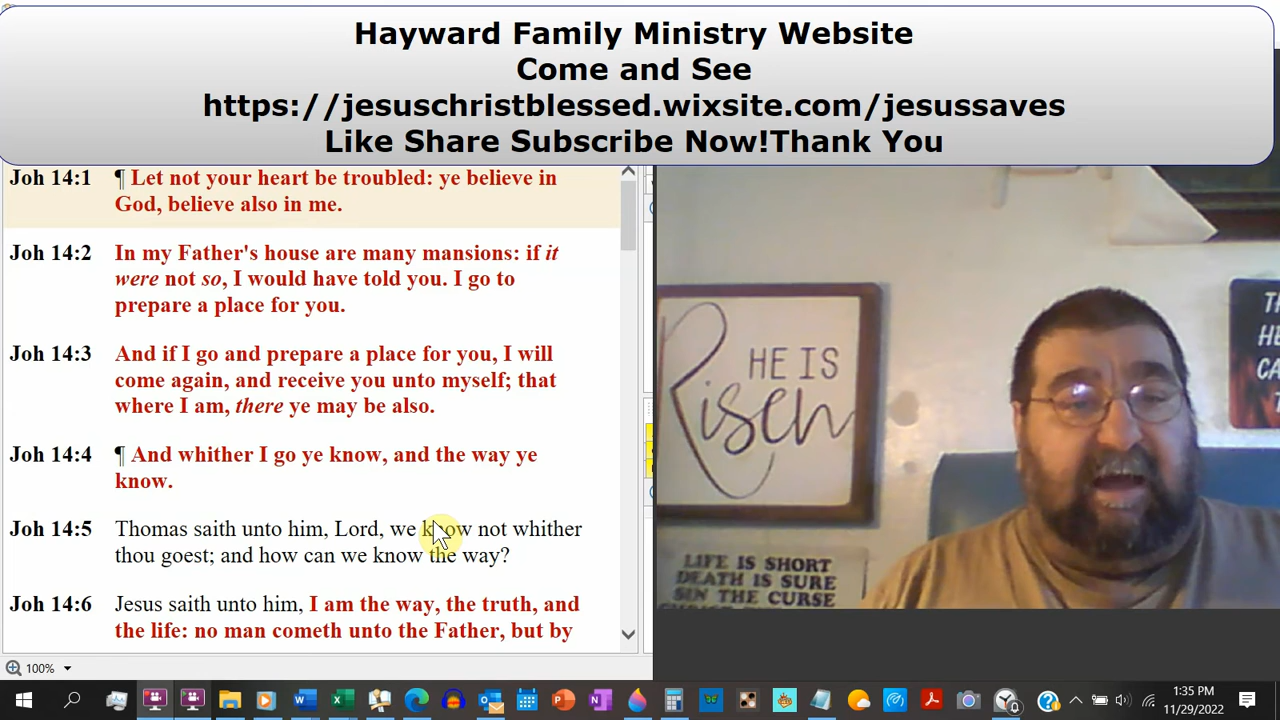 Hayward Family Ministry Website
Come and See
https://jesuschristblessed.wixsite.com/jesussaves
Like Share Subscribe Now!Thank You
Joh 14:1 ¶ Let not your heart be troubled: ye believe in
God, believe also in me.
Joh 14:2 In my Father's house are many mansions: if it
were not so, I would have told you. I go to
prepare a place for you.
Joh 14:3 And if I go and prepare a place for you, I will
come again, and receive you unto myself; that
where I am, there ye may be also.
Joh 14:4 ¶ And whither I go ye know, and the way ye
know.
Joh 14:5 Thomas saith unto him, Lord, we know not whither
thou goest; and how can we know the way?
Joh 14:6 Jesus saith unto him, I am the way, the truth, and
the life: no man cometh unto the Father, but by
100%
HE IS
Risen
LIFE IS SHORT
DEATH IS SURE
SIN THE CURSE
1:35 PM
11/29/2022